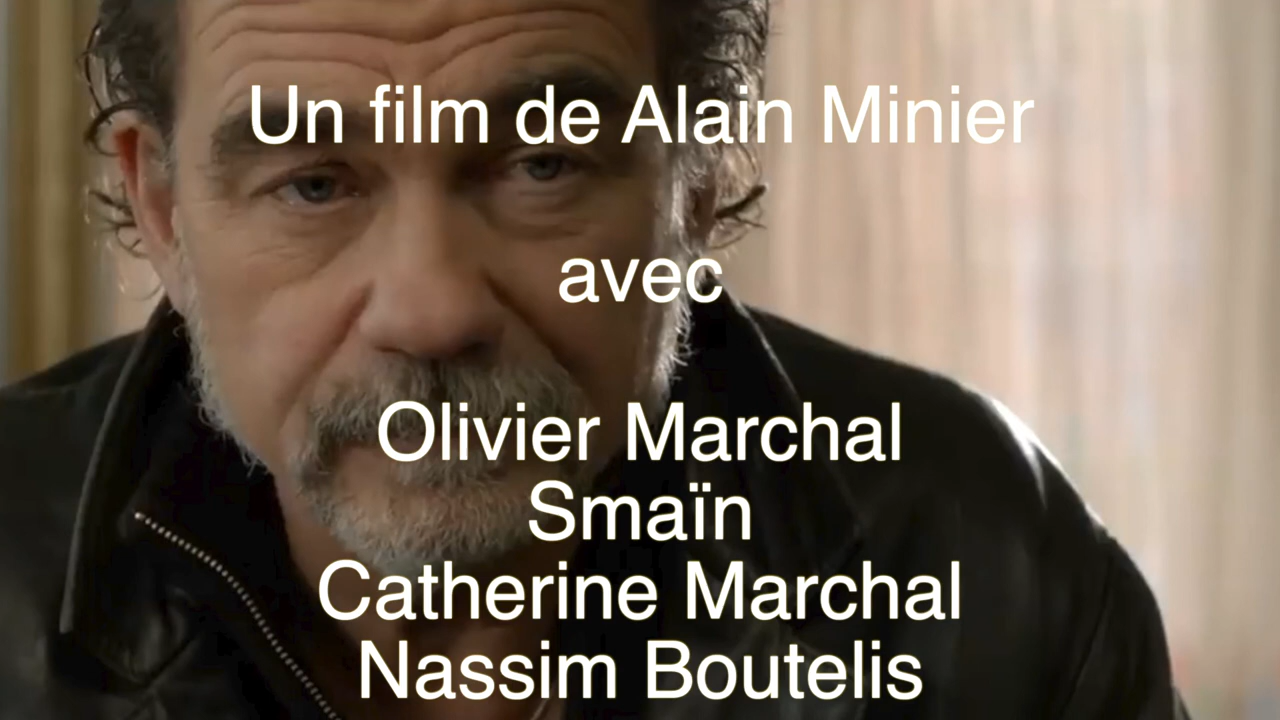 Un film de Alain Minier
avec
Olivier Marchal
Smaïn
Catherine Marchal
Nassim Boutelis